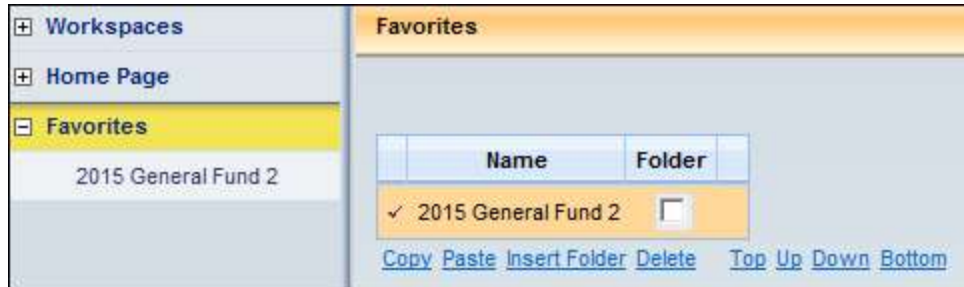 Workspaces
Home Page
Favorites
2015 General Fund 2
Favorites
Name Folder
2015 General Fund 2
Copy Paste Insert Folder Delete Top Up Down Bottom